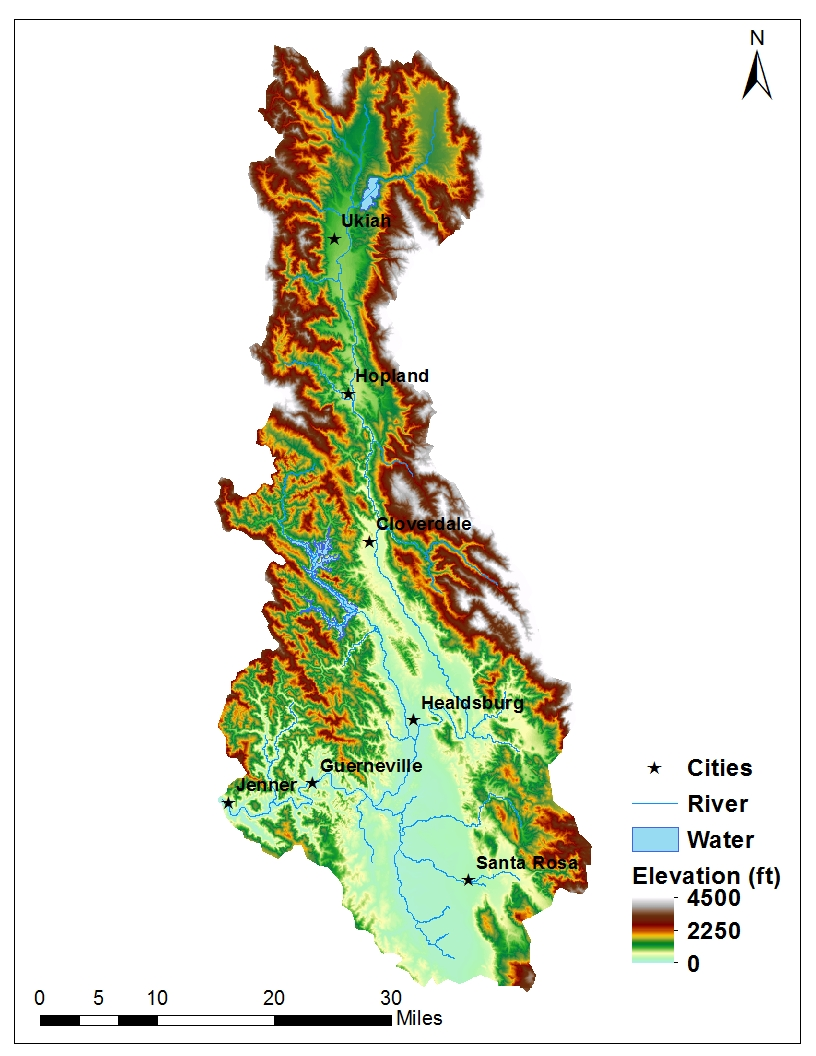 N
Ukiah
Hopland
Cloverdale
Healdsburg
Guerneville
Jenner
Santa Rosa
Cities
River
Water
Elevation (ft)
4500
2250
0
0 5 10 20 30
Miles